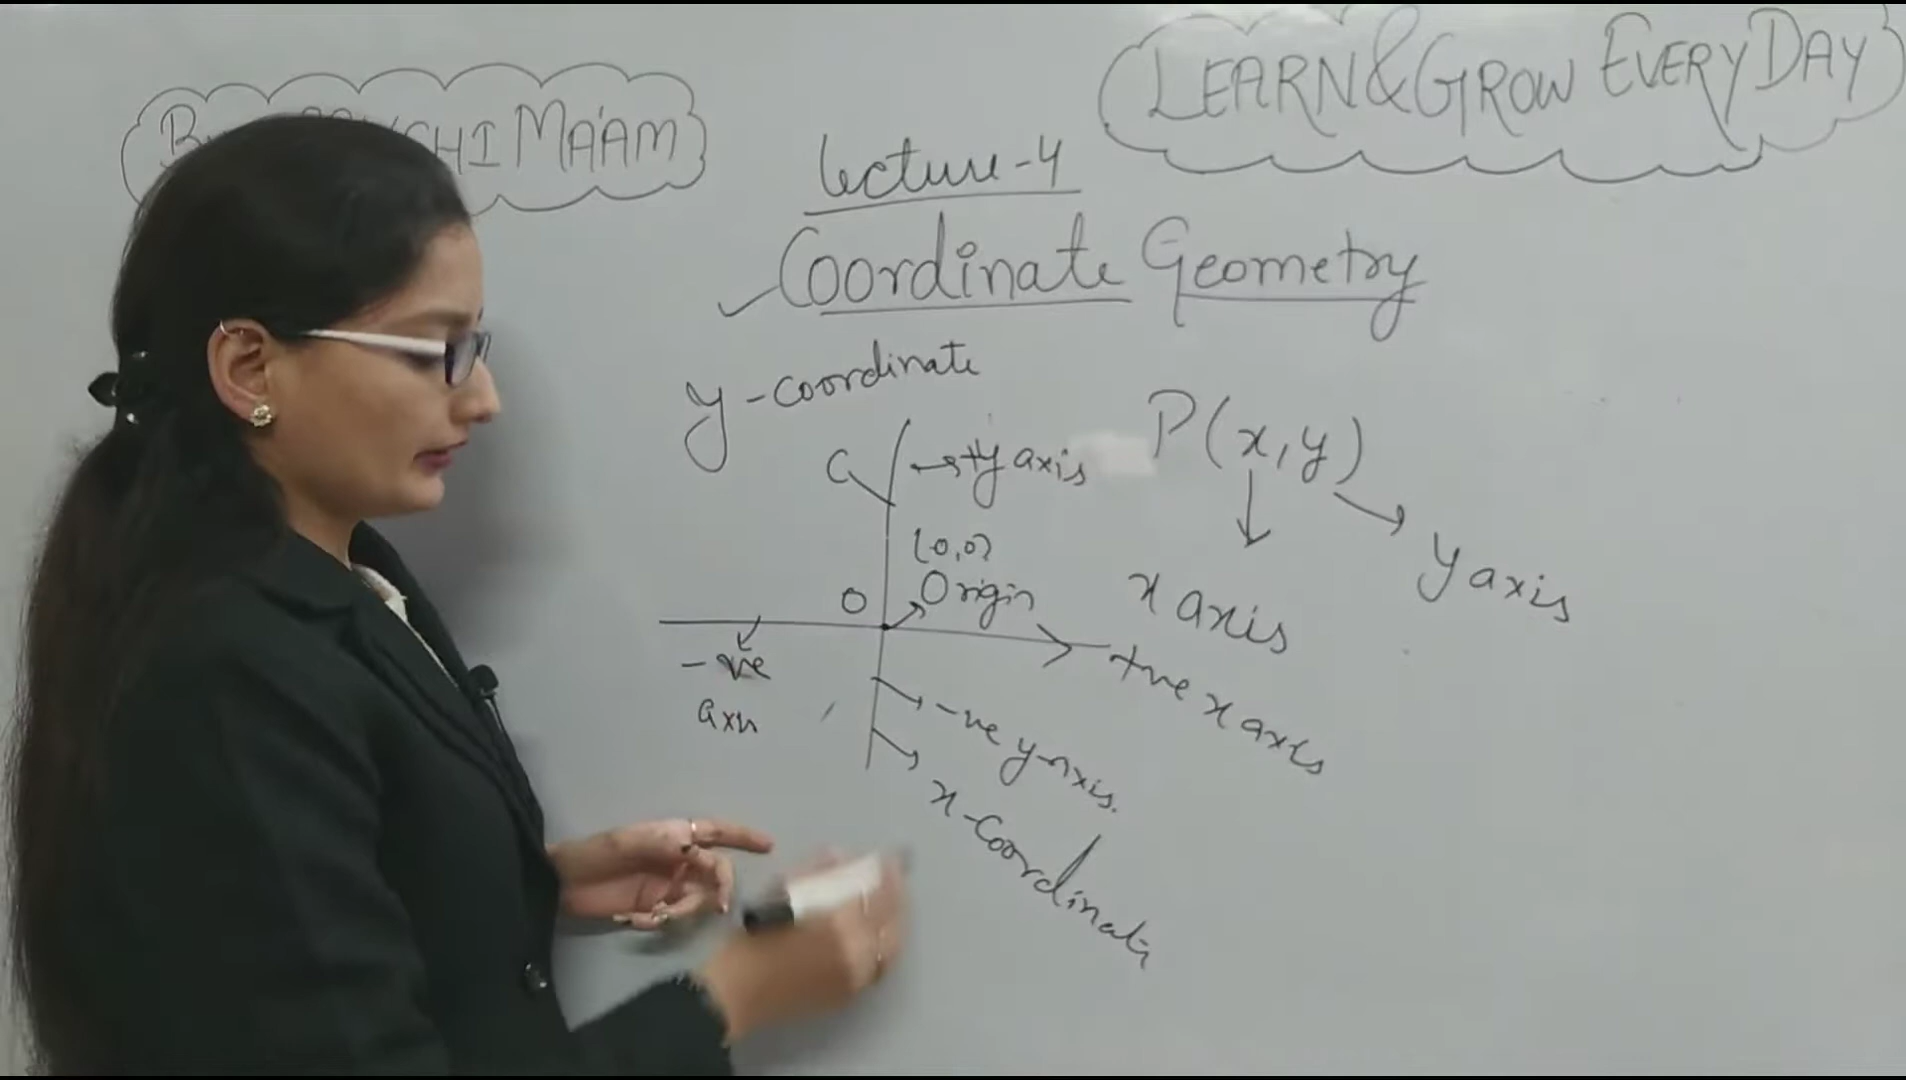 By CHI MA'AM
LEARN & GROW EVERY DAY
Lecture-4
Coordinate Geometry
y-coordinate
→ +y axis
P(x,y)
(0,0)
O
Origin
x axis
y axis
-ve
axis
+ve x axis
-ve y-axis.
x-coordinate